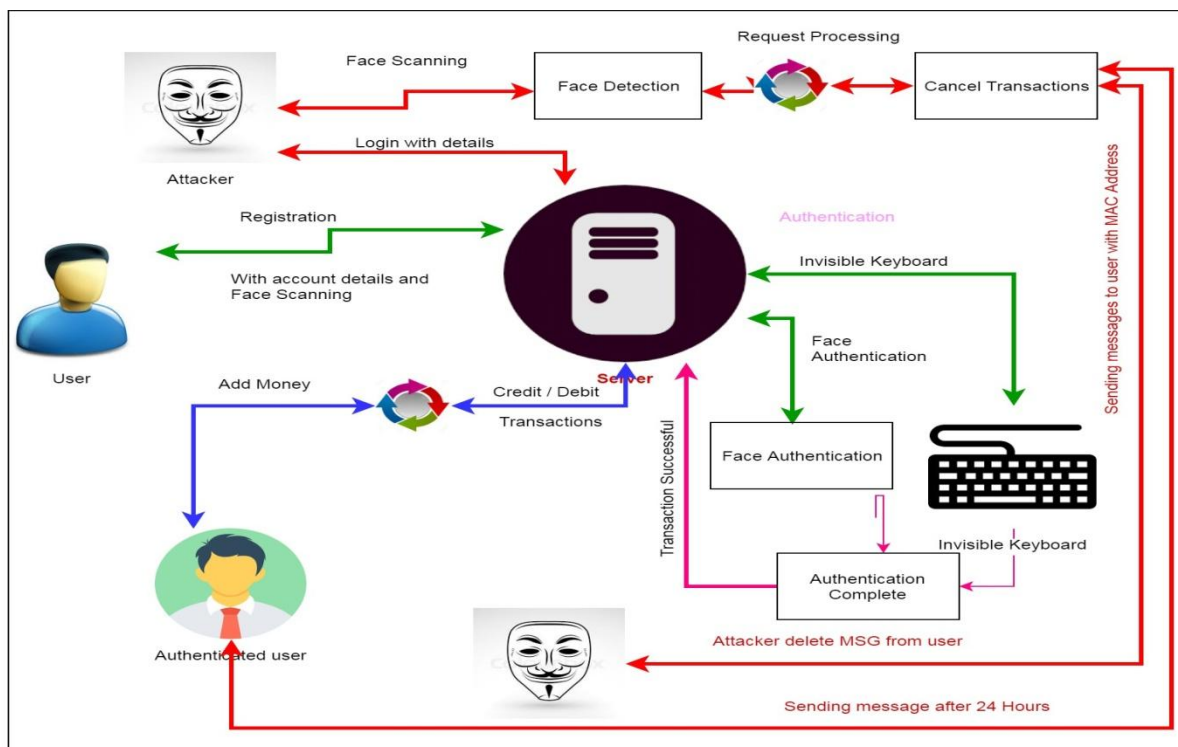 Request Processing
Face Scanning
Face Detection
Cancel Transactions
Login with details
Attacker
Registration
Authentication
Invisible Keyboard
With account details and
Face Scanning
Face
Authentication
User
Server
Add Money
Credit / Debit
Transactions
Transaction Successful
Face Authentication
Sending messages to user with MAC Address
Invisible Keyboard
Authentication
Complete
Attacker delete MSG from user
Authenticated user
Sending message after 24 Hours